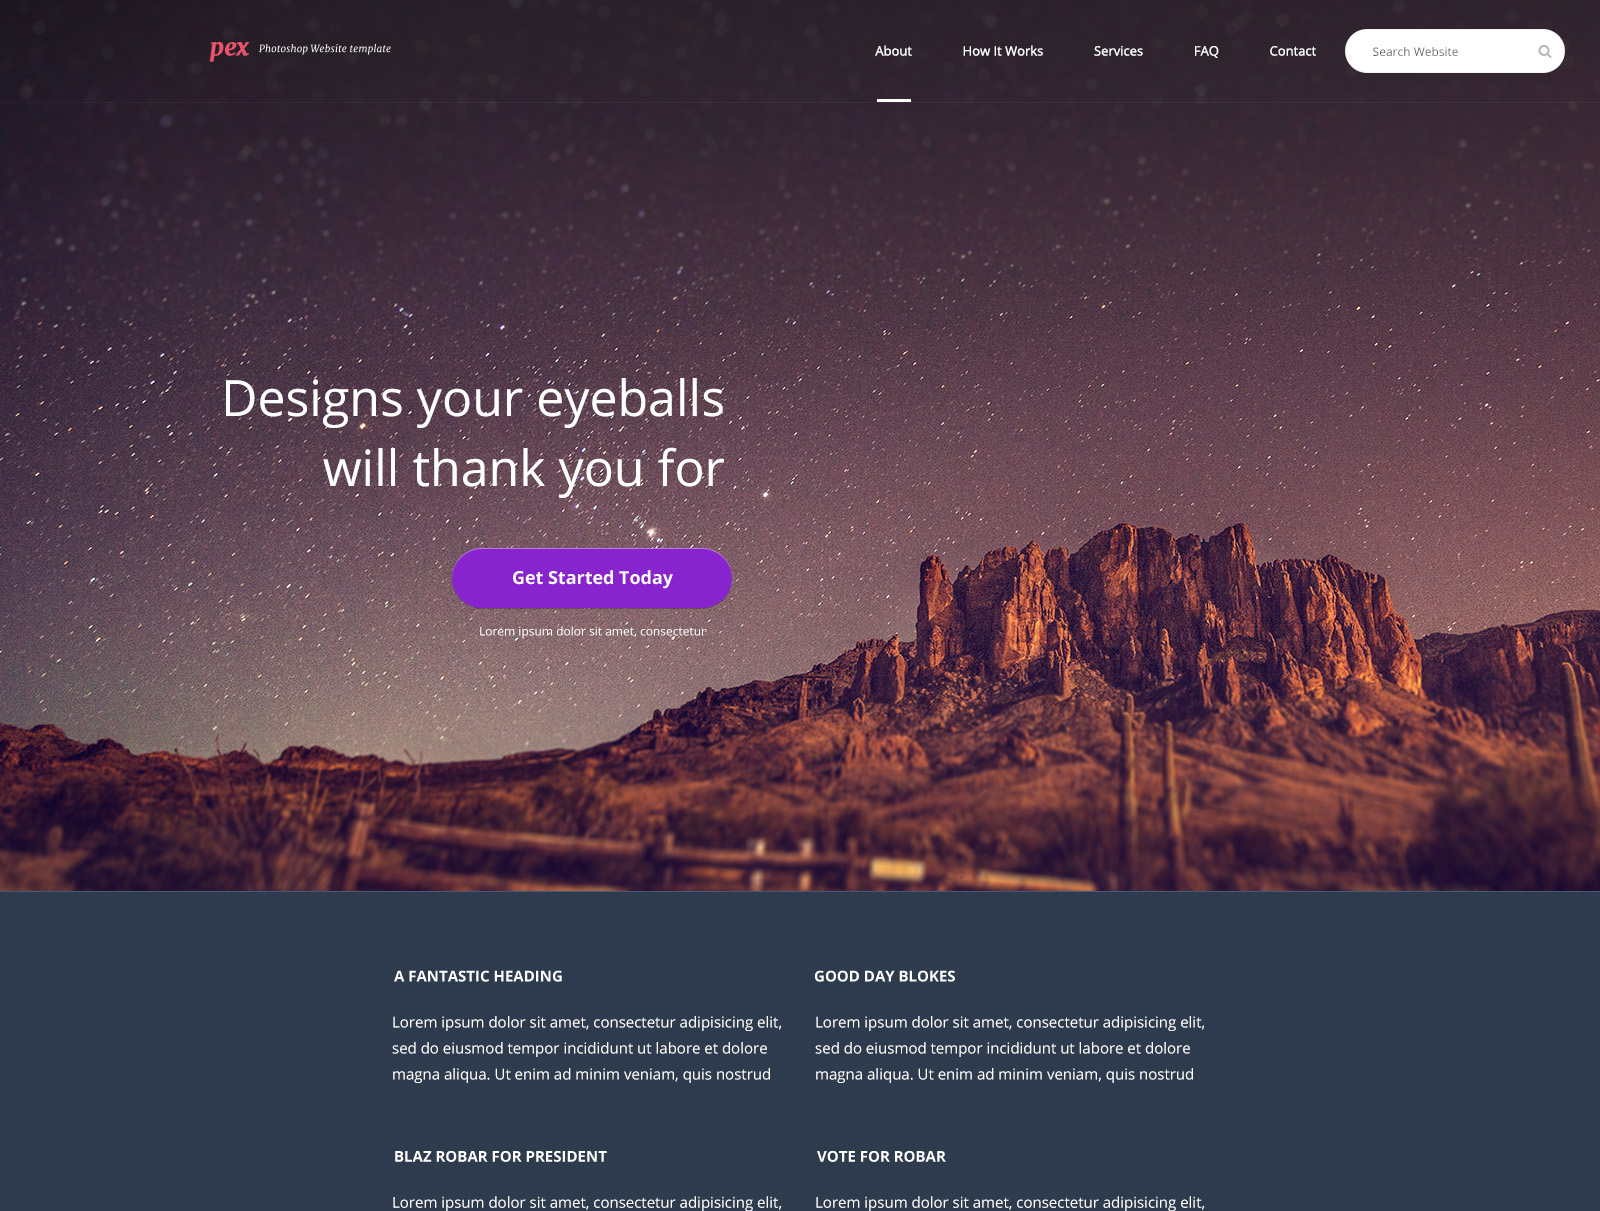 pex Photoshop Website template
About How It Works Services FAQ Contact Search Website
Designs your eyeballs
will thank you for
Get Started Today
Lorem ipsum dolor sit amet, consectetur
A FANTASTIC HEADING
Lorem ipsum dolor sit amet, consectetur adipisicing elit,
sed do eiusmod tempor incididunt ut labore et dolore
magna aliqua. Ut enim ad minim veniam, quis nostrud
GOOD DAY BLOKES
Lorem ipsum dolor sit amet, consectetur adipisicing elit,
sed do eiusmod tempor incididunt ut labore et dolore
magna aliqua. Ut enim ad minim veniam, quis nostrud
BLAZ ROBAR FOR PRESIDENT
Lorem ipsum dolor sit amet, consectetur adipisicing elit,
VOTE FOR ROBAR
Lorem ipsum dolor sit amet, consectetur adipisicing elit,